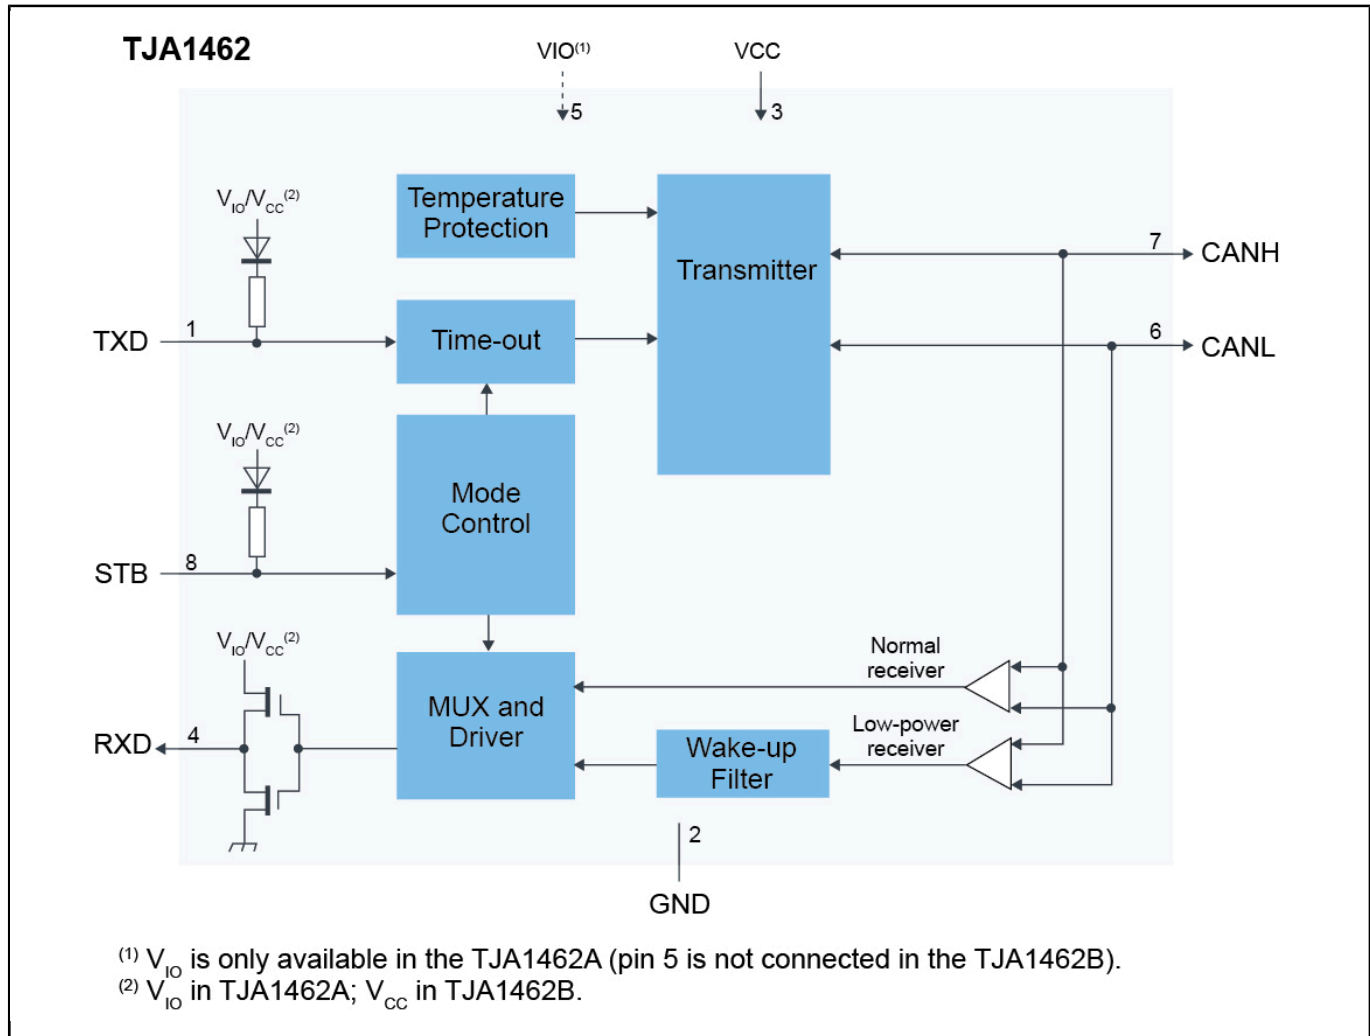 TJA1462
VIO(1)
VCC
5
3
VIO/VCC(2)
Temperature
Protection
Transmitter
7
CANH
TXD
1
Time-out
6
CANL
VIO/VCC(2)
Mode
Control
STB
8
VIO/VCC(2)
Normal
receiver
MUX and
Driver
RXD
4
Low-power
receiver
Wake-up
Filter
2
GND
(1) VIO is only available in the TJA1462A (pin 5 is not connected in the TJA1462B).
(2) VIO in TJA1462A; VCC in TJA1462B.